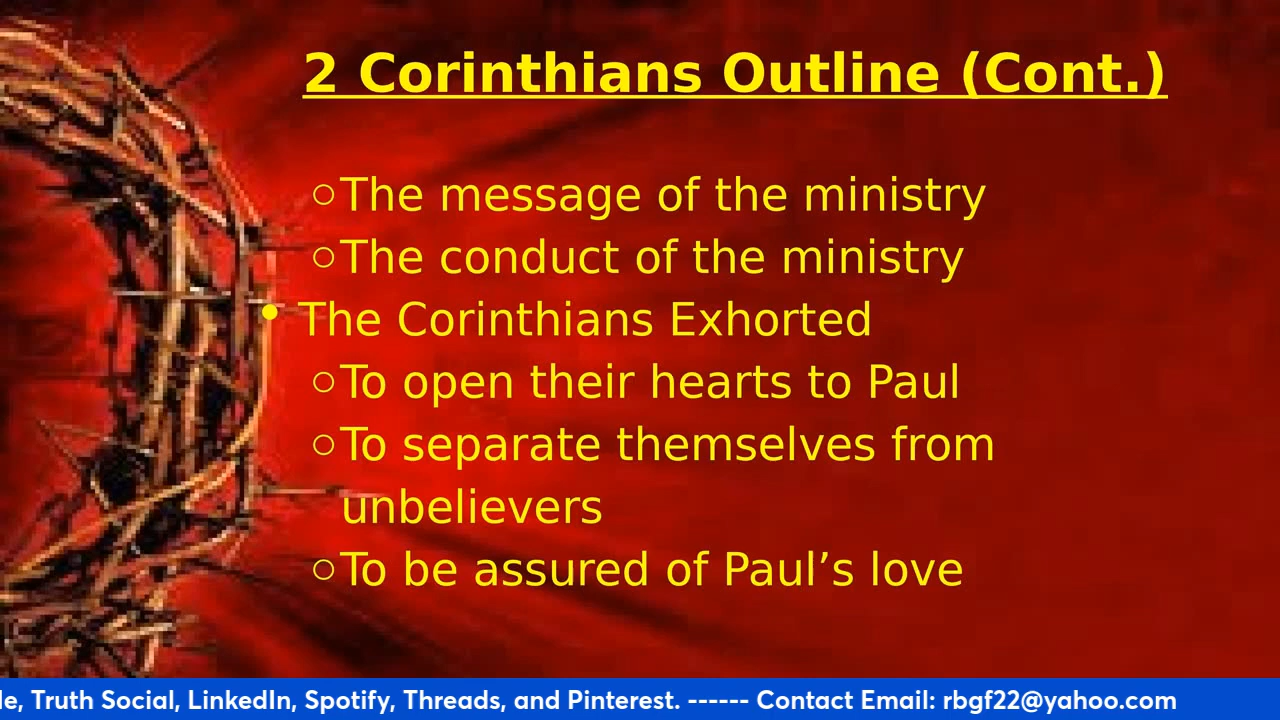 2 Corinthians Outline (Cont.)
○The message of the ministry
○The conduct of the ministry
• The Corinthians Exhorted
○To open their hearts to Paul
○To separate themselves from
unbelievers
○To be assured of Paul’s love
Truth Social, LinkedIn, Spotify, Threads, and Pinterest. ------ Contact Email: rbgf22@yahoo.com